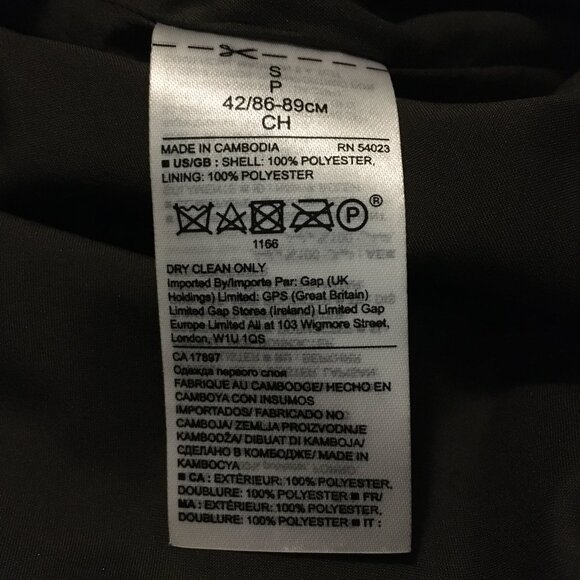 S
P
42/86-89см
CH
MADE IN CAMBODIA RN 54023
■ US/GB : SHELL: 100% POLYESTER,
LINING: 100% POLYESTER
P ®
1166
DRY CLEAN ONLY
Imported By/Importe Par: Gap (UK
Holdings) Limited: GPS (Great Britain)
Limited Gap Stores (Ireland) Limited Gap
Europe Limited All at 103 Wigmore Street,
London, W1U 1QS
CA 17897
Одежда первого слоя
FABRIQUE AU CAMBODGE/ HECHO EN
CAMBOYA CON INSUMOS
IMPORTADOS/ FABRICADO NO
CAMBOJA/ ZEMLJA PROIZVODNJE
KAMBODŽA/ DIBUAT DI KAMBOJA/
СДЕЛАНО В КОМБОДЖЕ/ MADE IN
KAMBOCYA
■ CA : EXTÉRIEUR: 100% POLYESTER,
DOUBLURE: 100% POLYESTER ■ FR/
MA : EXTÉRIEUR: 100% POLYESTER,
DOUBLURE: 100% POLYESTER ■ IT :